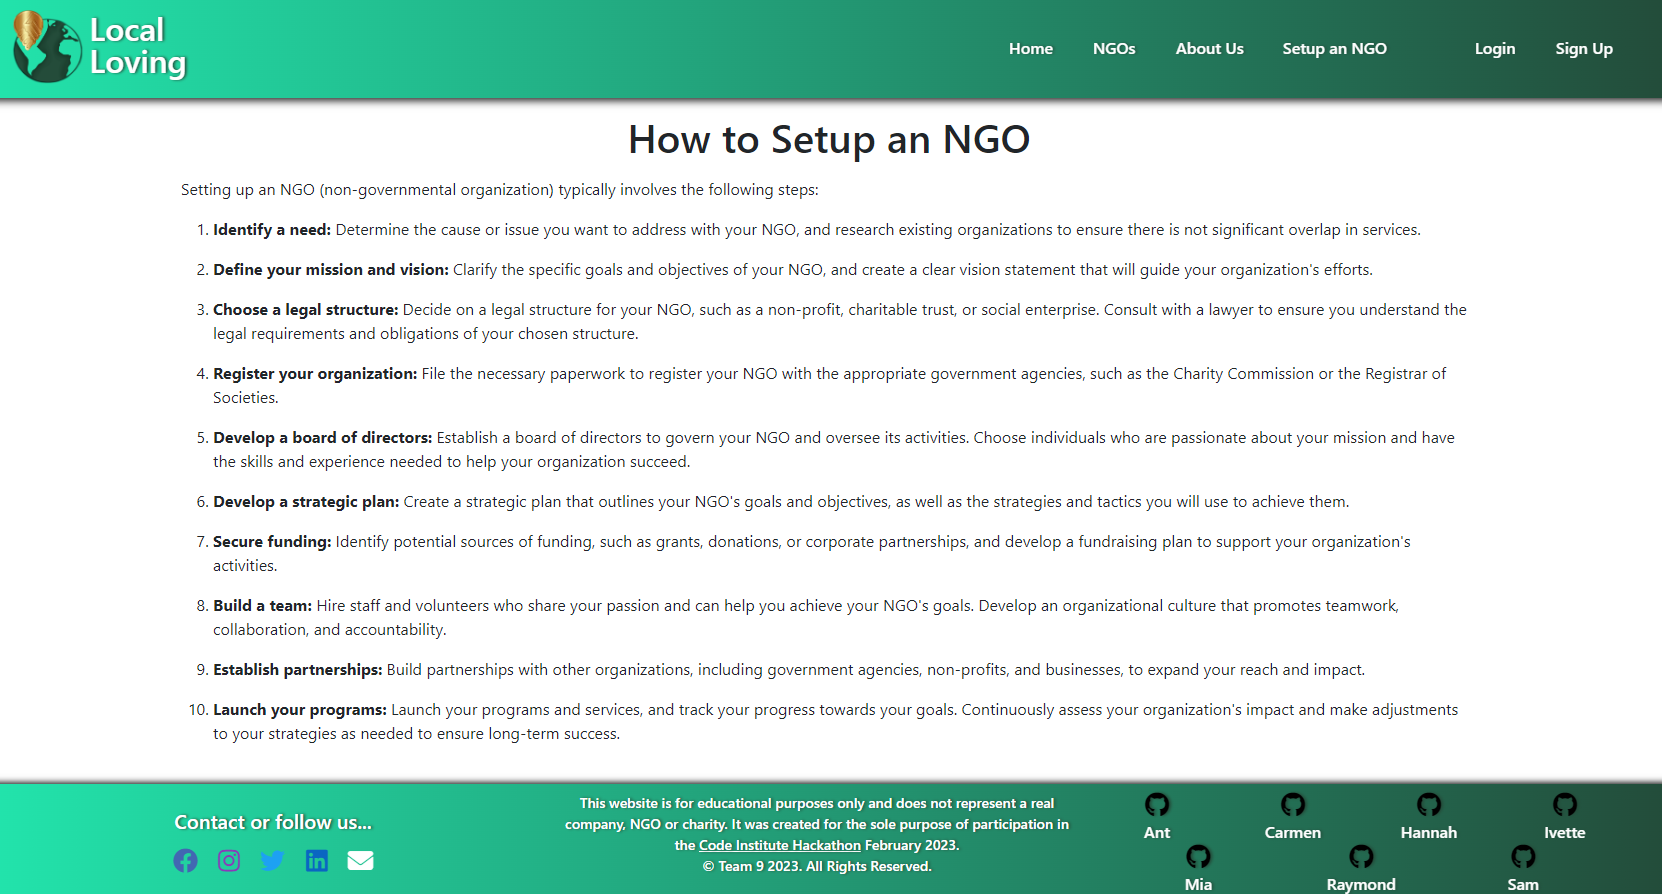 Local
Loving
Home NGOs About Us Setup an NGO Login Sign Up
How to Setup an NGO
Setting up an NGO (non-governmental organization) typically involves the following steps:
1. Identify a need: Determine the cause or issue you want to address with your NGO, and research existing organizations to ensure there is not significant overlap in services.
2. Define your mission and vision: Clarify the specific goals and objectives of your NGO, and create a clear vision statement that will guide your organization's efforts.
3. Choose a legal structure: Decide on a legal structure for your NGO, such as a non-profit, charitable trust, or social enterprise. Consult with a lawyer to ensure you understand the
legal requirements and obligations of your chosen structure.
4. Register your organization: File the necessary paperwork to register your NGO with the appropriate government agencies, such as the Charity Commission or the Registrar of
Societies.
5. Develop a board of directors: Establish a board of directors to govern your NGO and oversee its activities. Choose individuals who are passionate about your mission and have
the skills and experience needed to help your organization succeed.
6. Develop a strategic plan: Create a strategic plan that outlines your NGO's goals and objectives, as well as the strategies and tactics you will use to achieve them.
7. Secure funding: Identify potential sources of funding, such as grants, donations, or corporate partnerships, and develop a fundraising plan to support your organization's
activities.
8. Build a team: Hire staff and volunteers who share your passion and can help you achieve your NGO's goals. Develop an organizational culture that promotes teamwork,
collaboration, and accountability.
9. Establish partnerships: Build partnerships with other organizations, including government agencies, non-profits, and businesses, to expand your reach and impact.
10. Launch your programs: Launch your programs and services, and track your progress towards your goals. Continuously assess your organization's impact and make adjustments
to your strategies as needed to ensure long-term success.
Contact or follow us...
This website is for educational purposes only and does not represent a real
company, NGO or charity. It was created for the sole purpose of participation in
the Code Institute Hackathon February 2023.
© Team 9 2023. All Rights Reserved.
Ant Carmen Hannah Ivette
Mia Raymond Sam